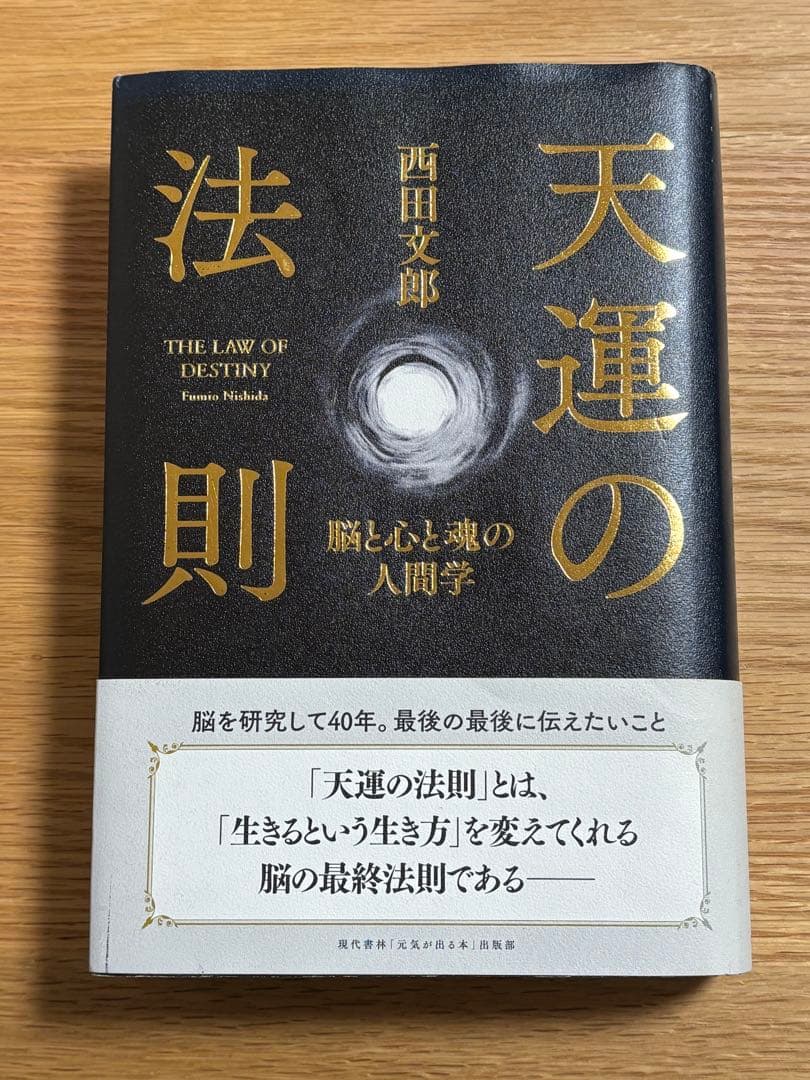 天運の
法則
西田文郎
THE LAW OF
DESTINY
Fumio Nishida
脳と心と魂の
人間学
脳を研究して40年。最後の最後に伝えたいこと
「天運の法則」とは、
「生きるという生き方」を変えてくれる
脳の最終法則である――
現代書林「元気が出る本」出版部